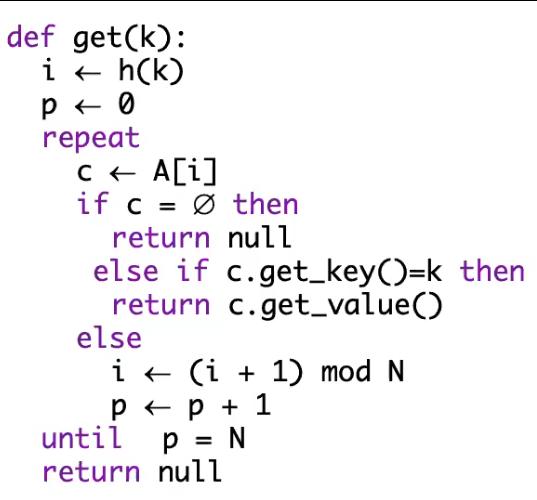 def get(k):
i ← h(k)
p ← 0
repeat
c ← A[i]
if c = ∅ then
return null
else if c.get_key()=k then
return c.get_value()
else
i ← (i + 1) mod N
p ← p + 1
until p = N
return null